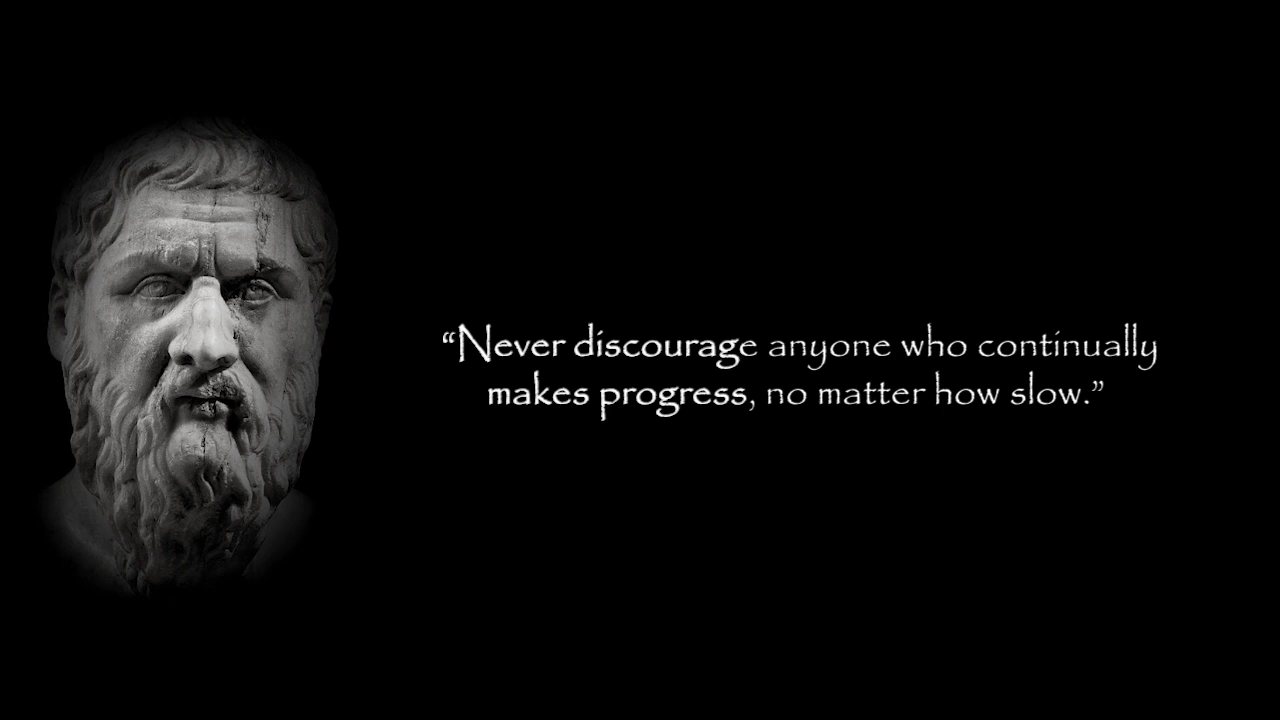 “Never discourage anyone who continually
makes progress, no matter how slow.”